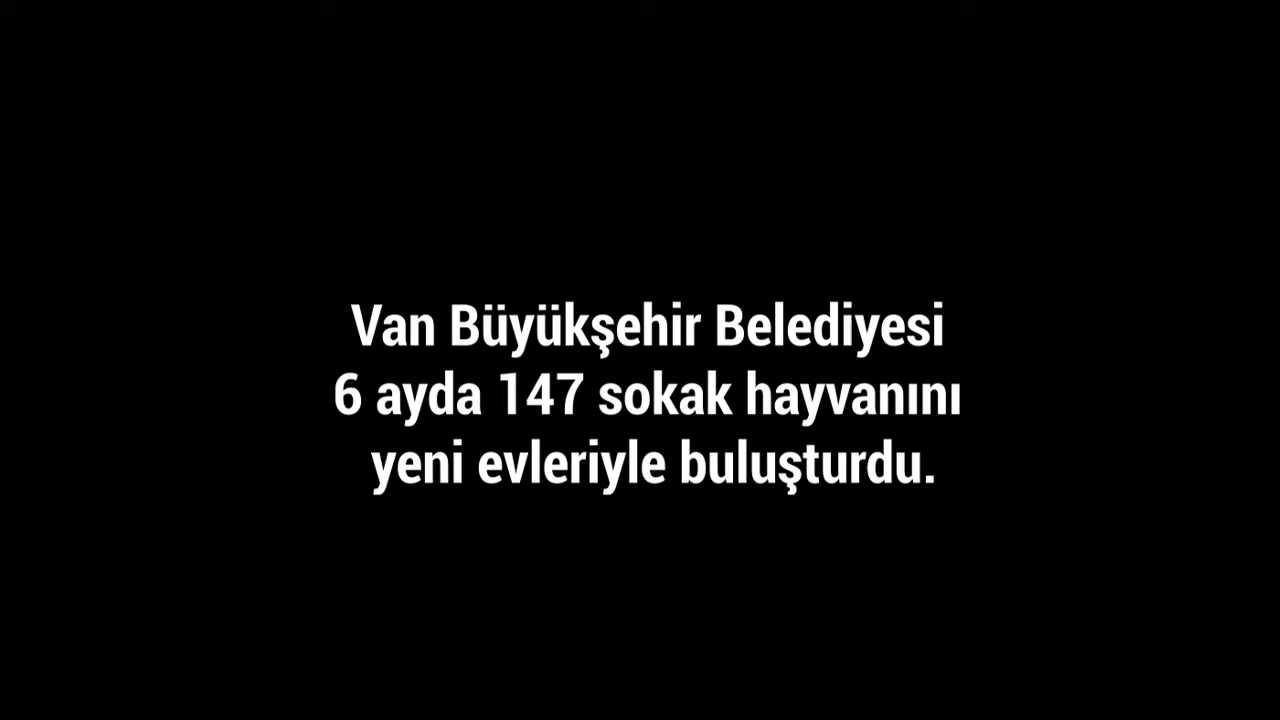 Van Büyükşehir Belediyesi
6 ayda 147 sokak hayvanını
yeni evleriyle buluşturdu.